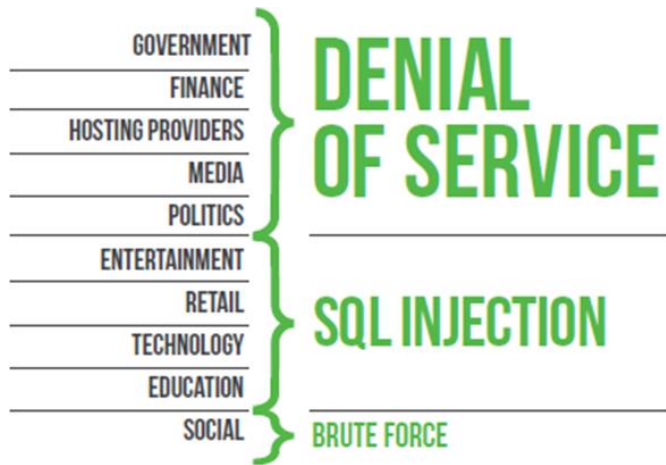 GOVERNMENT
FINANCE
HOSTING PROVIDERS
MEDIA
POLITICS
DENIAL
OF SERVICE
ENTERTAINMENT
RETAIL
TECHNOLOGY
EDUCATION
SQL INJECTION
SOCIAL
BRUTE FORCE